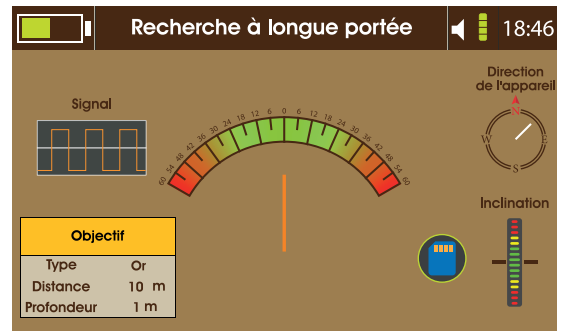 Recherche à longue portée
18:46
Signal
60 54 48 42 36 30 24 18 12 6 0 6 12 18 24 30 36 42 48 54 60
Direction
de l'appareil
A
N
W E
S
Inclination
Objectif
Type Or
Distance 10 m
Profondeur 1 m